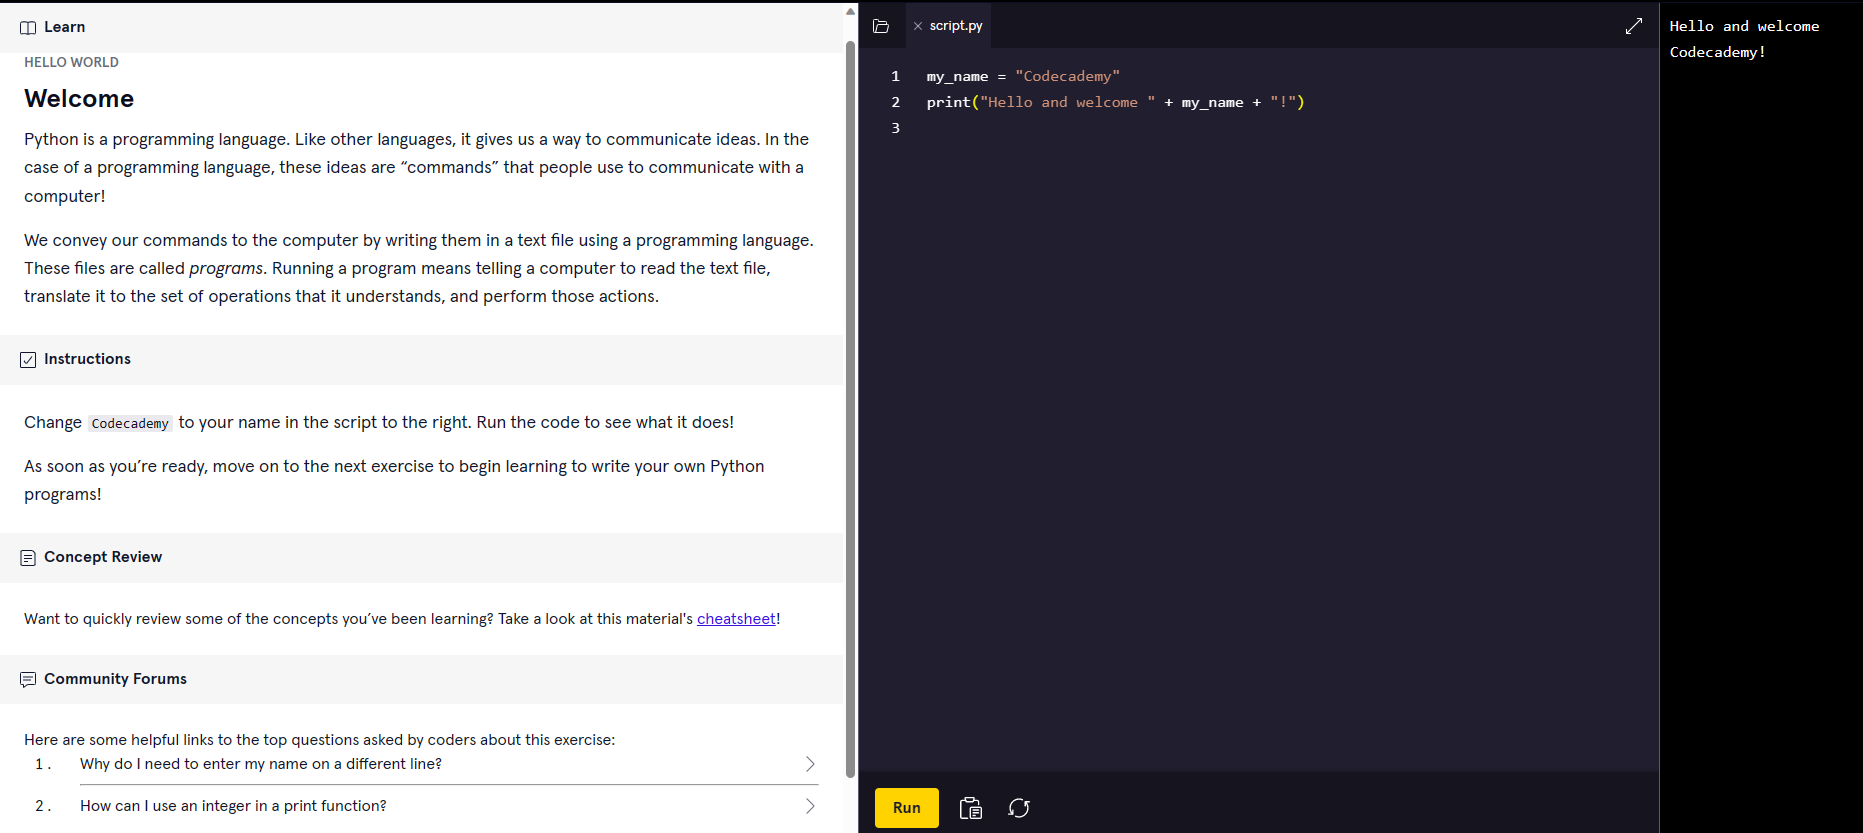 Learn
HELLO WORLD
Welcome
Python is a programming language. Like other languages, it gives us a way to communicate ideas. In the
case of a programming language, these ideas are “commands” that people use to communicate with a
computer!
We convey our commands to the computer by writing them in a text file using a programming language.
These files are called programs. Running a program means telling a computer to read the text file,
translate it to the set of operations that it understands, and perform those actions.
Instructions
Change Codecademy to your name in the script to the right. Run the code to see what it does!
As soon as you’re ready, move on to the next exercise to begin learning to write your own Python
programs!
Concept Review
Want to quickly review some of the concepts you’ve been learning? Take a look at this material's cheatsheet!
Community Forums
Here are some helpful links to the top questions asked by coders about this exercise:
1. Why do I need to enter my name on a different line?
2. How can I use an integer in a print function?
script.py
1 my_name = "Codecademy"
2 print("Hello and welcome " + my_name + "!")
3
Run
Hello and welcome
Codecademy!